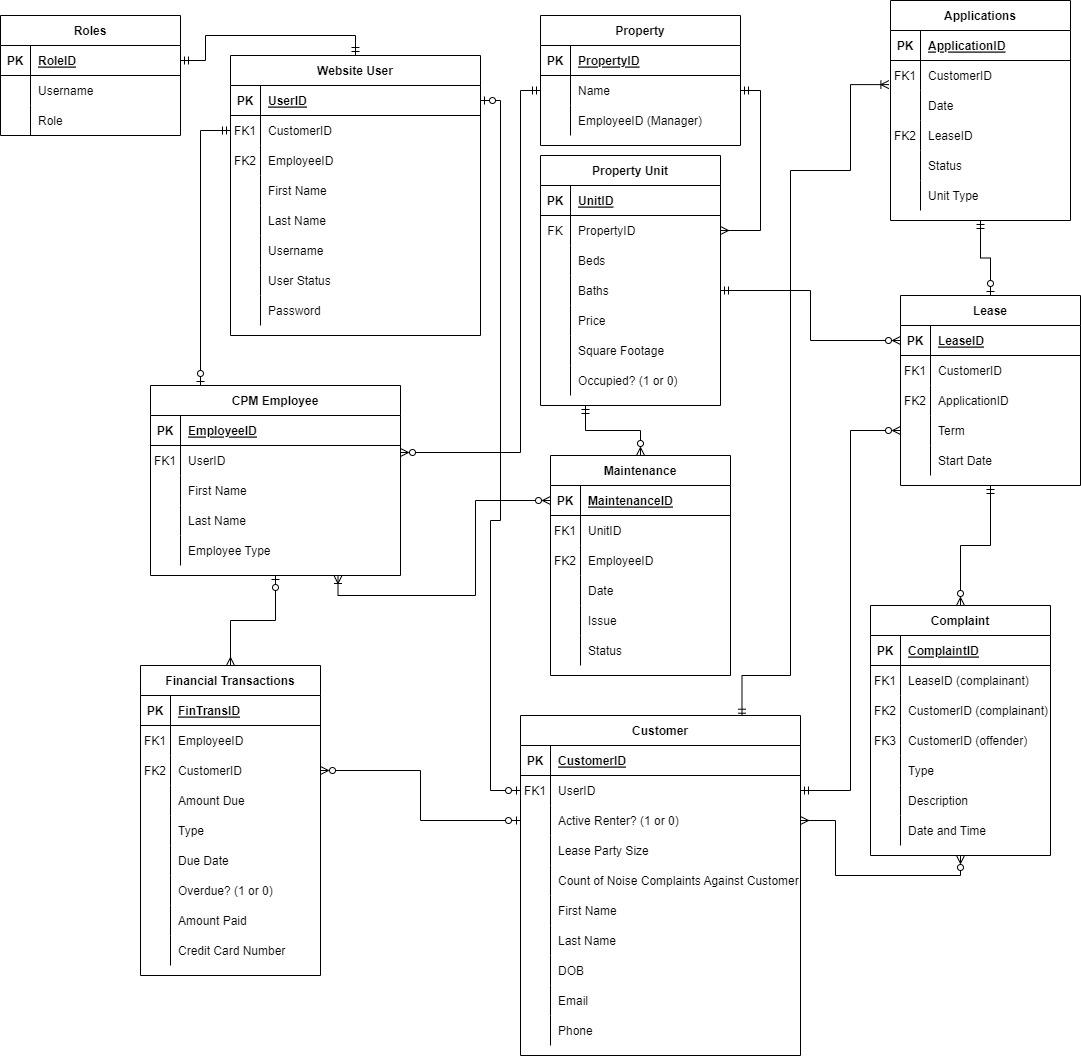 Roles
PK RoleID
Username
Role
Website User
PK UserID
FK1 CustomerID
FK2 EmployeeID
First Name
Last Name
Username
User Status
Password
Property
PK PropertyID
Name
EmployeeID (Manager)
Property Unit
PK UnitID
FK PropertyID
Beds
Baths
Price
Square Footage
Occupied? (1 or 0)
Applications
PK ApplicationID
FK1 CustomerID
Date
FK2 LeaseID
Status
Unit Type
Lease
PK LeaseID
FK1 CustomerID
FK2 ApplicationID
Term
Start Date
CPM Employee
PK EmployeeID
FK1 UserID
First Name
Last Name
Employee Type
Maintenance
PK MaintenanceID
FK1 UnitID
FK2 EmployeeID
Date
Issue
Status
Complaint
PK ComplaintID
FK1 LeaseID (complainant)
FK2 CustomerID (complainant)
FK3 CustomerID (offender)
Type
Description
Date and Time
Financial Transactions
PK FinTransID
FK1 EmployeeID
FK2 CustomerID
Amount Due
Type
Due Date
Overdue? (1 or 0)
Amount Paid
Credit Card Number
Customer
PK CustomerID
FK1 UserID
Active Renter? (1 or 0)
Lease Party Size
Count of Noise Complaints Against Customer
First Name
Last Name
DOB
Email
Phone